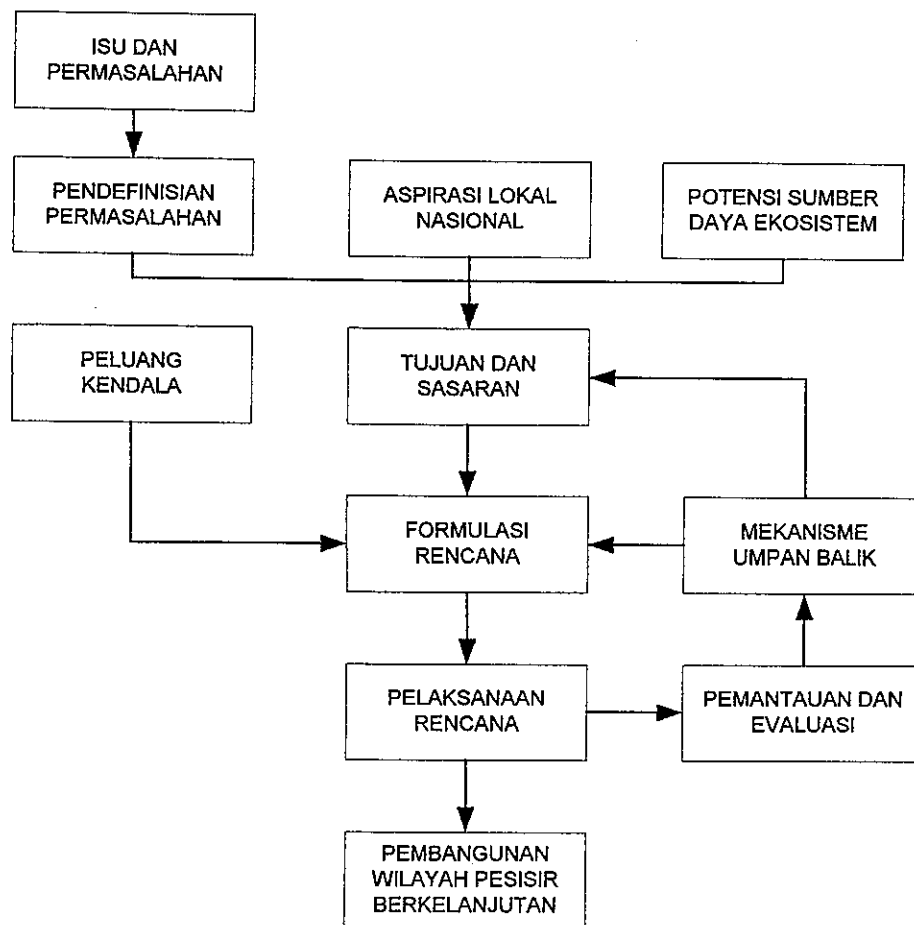 ISU DAN
PERMASALAHAN
PENDEFINISIAN
PERMASALAHAN
ASPIRASI LOKAL
NASIONAL
POTENSI SUMBER
DAYA EKOSISTEM
PELUANG
KENDALA
TUJUAN DAN
SASARAN
FORMULASI
RENCANA
MEKANISME
UMPAN BALIK
PELAKSANAAN
RENCANA
PEMANTAUAN DAN
EVALUASI
PEMBANGUNAN
WILAYAH PESISIR
BERKELANJUTAN